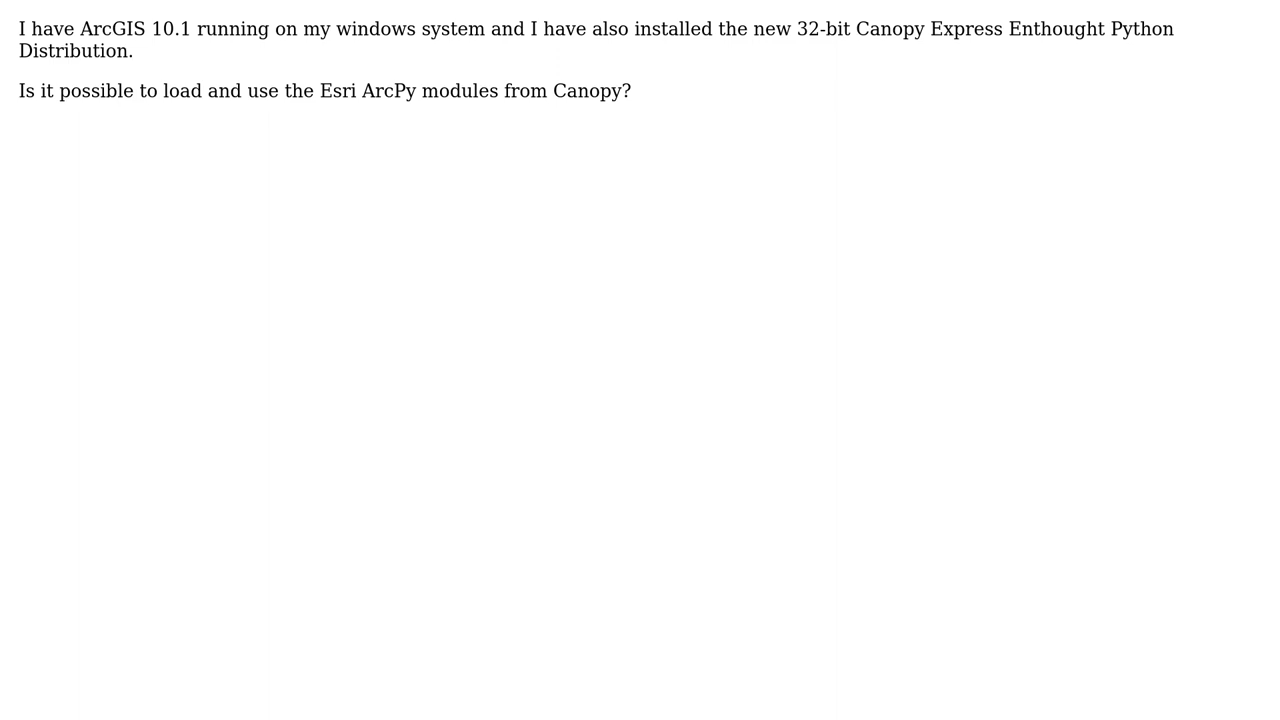 I have ArcGIS 10.1 running on my windows system and I have also installed the new 32-bit Canopy Express Enthought Python
Distribution.
Is it possible to load and use the Esri ArcPy modules from Canopy?